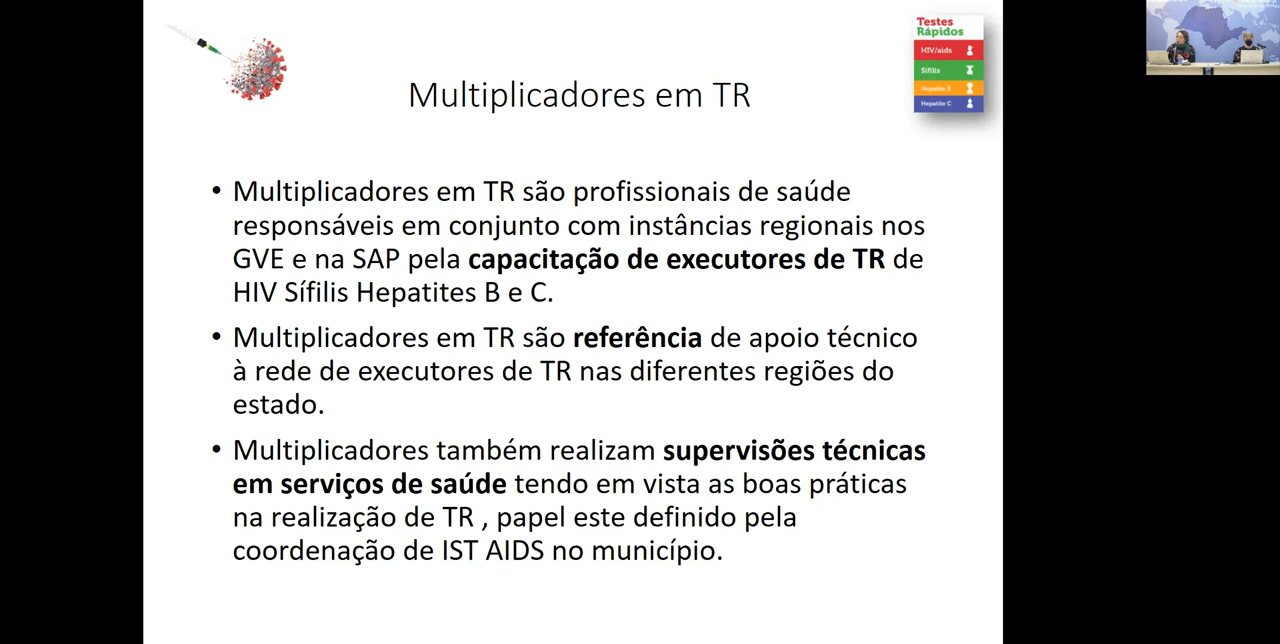 Testes
Rápidos
HIV/aids
Sífilis
Hepatite B
Hepatite C
Multiplicadores em TR
• Multiplicadores em TR são profissionais de saúde
responsáveis em conjunto com instâncias regionais nos
GVE e na SAP pela capacitação de executores de TR de
HIV Sífilis Hepatites B e C.
• Multiplicadores em TR são referência de apoio técnico
à rede de executores de TR nas diferentes regiões do
estado.
• Multiplicadores também realizam supervisões técnicas
em serviços de saúde tendo em vista as boas práticas
na realização de TR , papel este definido pela
coordenação de IST AIDS no município.